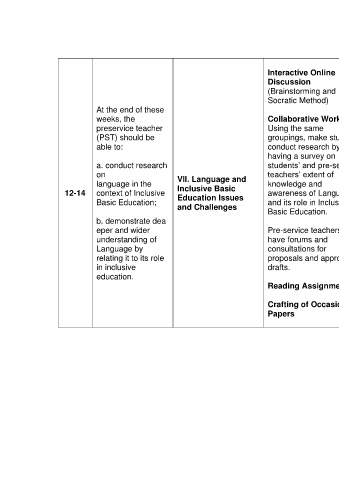 12-14
At the end of these
weeks, the
preservice teacher
(PST) should be
able to:
a. conduct research
on
language in the
context of Inclusive
Basic Education;
b. demonstrate dea
eper and wider
understanding of
Language by
relating it to its role
in inclusive
education.
VII. Language and
Inclusive Basic
Education Issues
and Challenges
Interactive Online
Discussion
(Brainstorming and
Socratic Method)
Collaborative Work
Using the same
groupings, make stu
conduct research by
having a survey on
students' and pre-se
teachers' extent of
knowledge and
awareness of Langu
and its role in Inclus
Basic Education.
Pre-service teachers
have forums and
consultations for
proposals and appro
drafts.
Reading Assignme
Crafting of Occasio
Papers